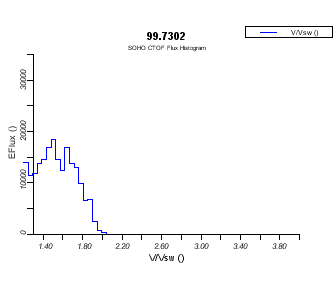 99.7302
SOHO CTOF Flux Histogram
V/Vsw ()
EFlux ()
30000
20000
10000
0
1.40 1.80 2.20 2.60 3.00 3.40 3.80
V/Vsw ()